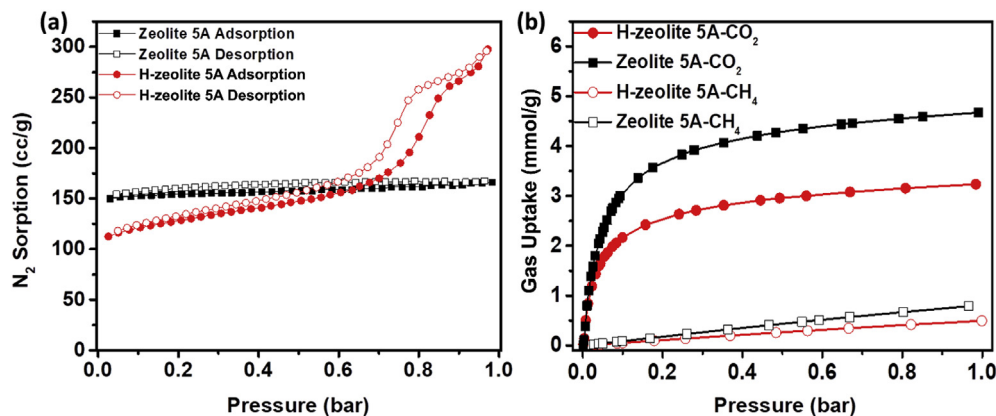 (a)
Zeolite 5A Adsorption
Zeolite 5A Desorption
H-zeolite 5A Adsorption
H-zeolite 5A Desorption
N₂ Sorption (cc/g)
300
250
200
150
100
50
0
0.0 0.2 0.4 0.6 0.8 1.0
Pressure (bar)
(b)
H-zeolite 5A-CO₂
Zeolite 5A-CO₂
H-zeolite 5A-CH₄
Zeolite 5A-CH₄
Gas Uptake (mmol/g)
6
5
4
3
2
1
0
0.0 0.2 0.4 0.6 0.8 1.0
Pressure (bar)